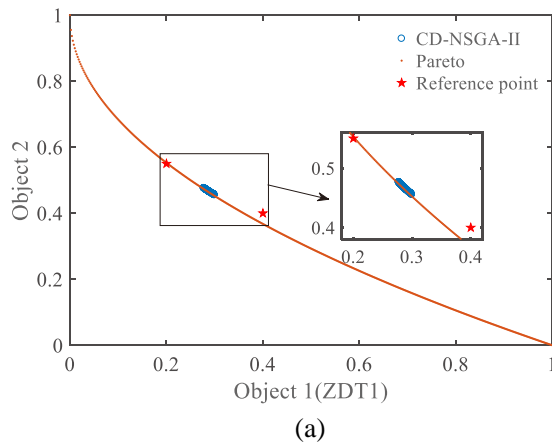 1
CD-NSGA-II
Pareto
Reference point
0.8
0.6
0.5
0.4
0.4
0.2
0.2 0.3 0.4
0
0 0.2 0.4 0.6 0.8 1
Object 2
Object 1(ZDT1)
(a)